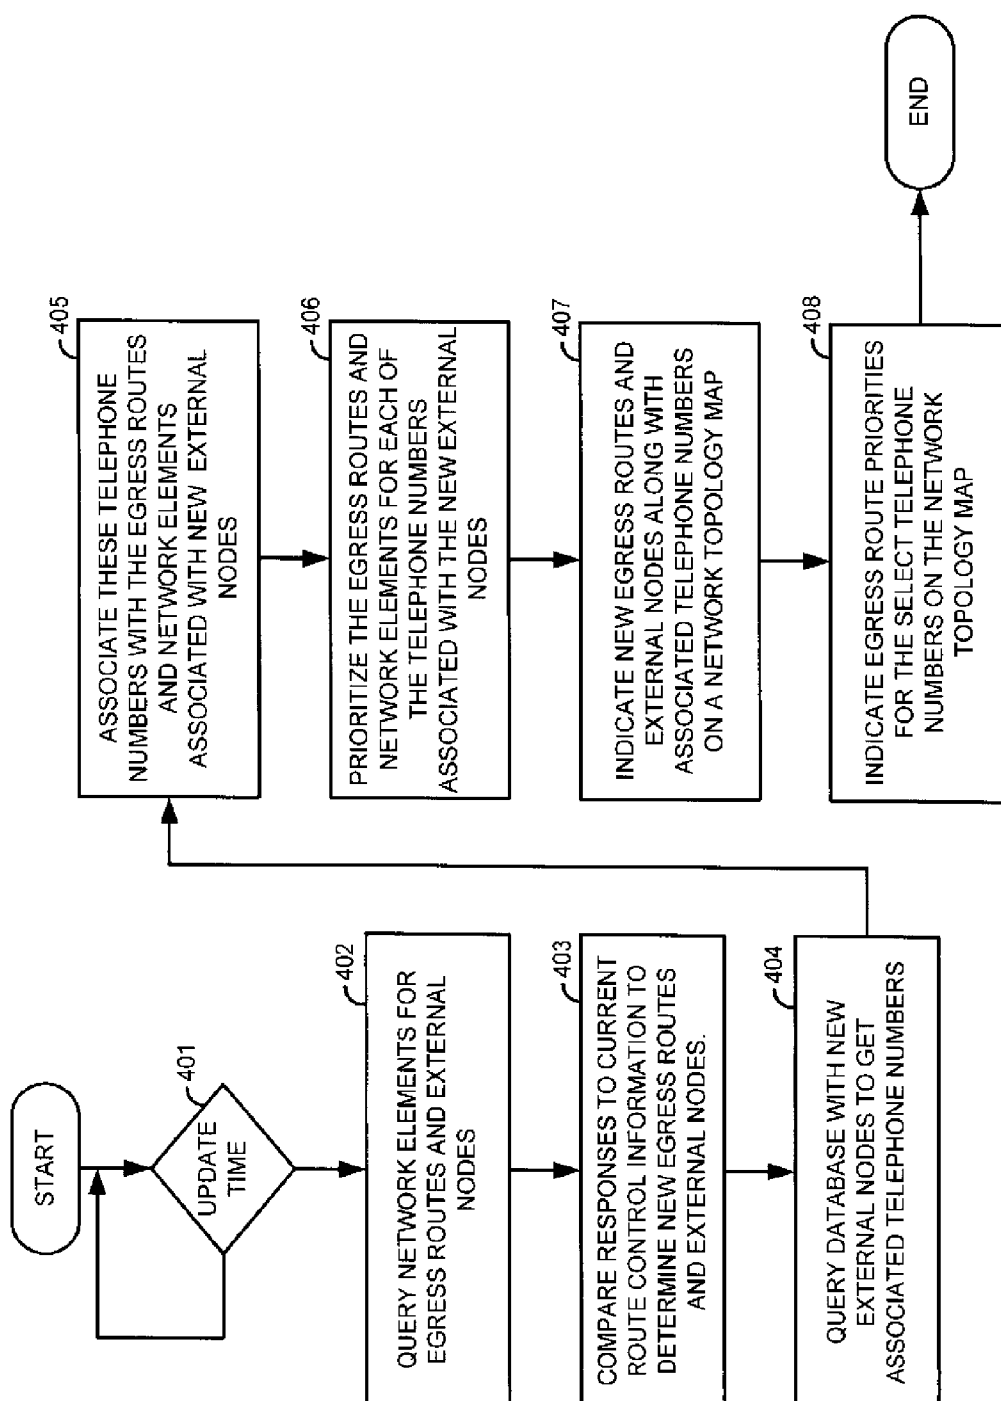 START
401
UPDATE
TIME
402
QUERY NETWORK ELEMENTS FOR
EGRESS ROUTES AND EXTERNAL
NODES
403
COMPARE RESPONSES TO CURRENT
ROUTE CONTROL INFORMATION TO
DETERMINE NEW EGRESS ROUTES
AND EXTERNAL NODES.
404
QUERY DATABASE WITH NEW
EXTERNAL NODES TO GET
ASSOCIATED TELEPHONE NUMBERS
405
ASSOCIATE THESE TELEPHONE
NUMBERS WITH THE EGRESS ROUTES
AND NETWORK ELEMENTS
ASSOCIATED WITH NEW EXTERNAL
NODES
406
PRIORITIZE THE EGRESS ROUTES AND
NETWORK ELEMENTS FOR EACH OF
THE TELEPHONE NUMBERS
ASSOCIATED WITH THE NEW EXTERNAL
NODES
407
INDICATE NEW EGRESS ROUTES AND
EXTERNAL NODES ALONG WITH
ASSOCIATED TELEPHONE NUMBERS
ON A NETWORK TOPOLOGY MAP
408
INDICATE EGRESS ROUTE PRIORITIES
FOR THE SELECT TELEPHONE
NUMBERS ON THE NETWORK
TOPOLOGY MAP
END